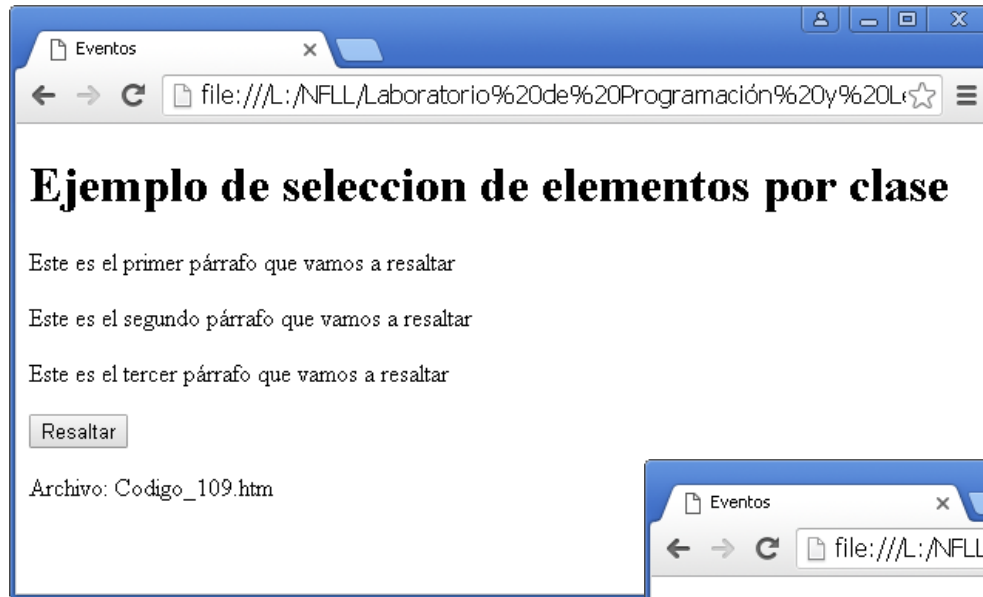 Eventos
file:///L:/NFLL/Laboratorio%20de%20Programación%20y%20L
Ejemplo de seleccion de elementos por clase
Este es el primer párrafo que vamos a resaltar
Este es el segundo párrafo que vamos a resaltar
Este es el tercer párrafo que vamos a resaltar
Resaltar
Archivo: Codigo_109.htm
Eventos
file:///L:/NFLL